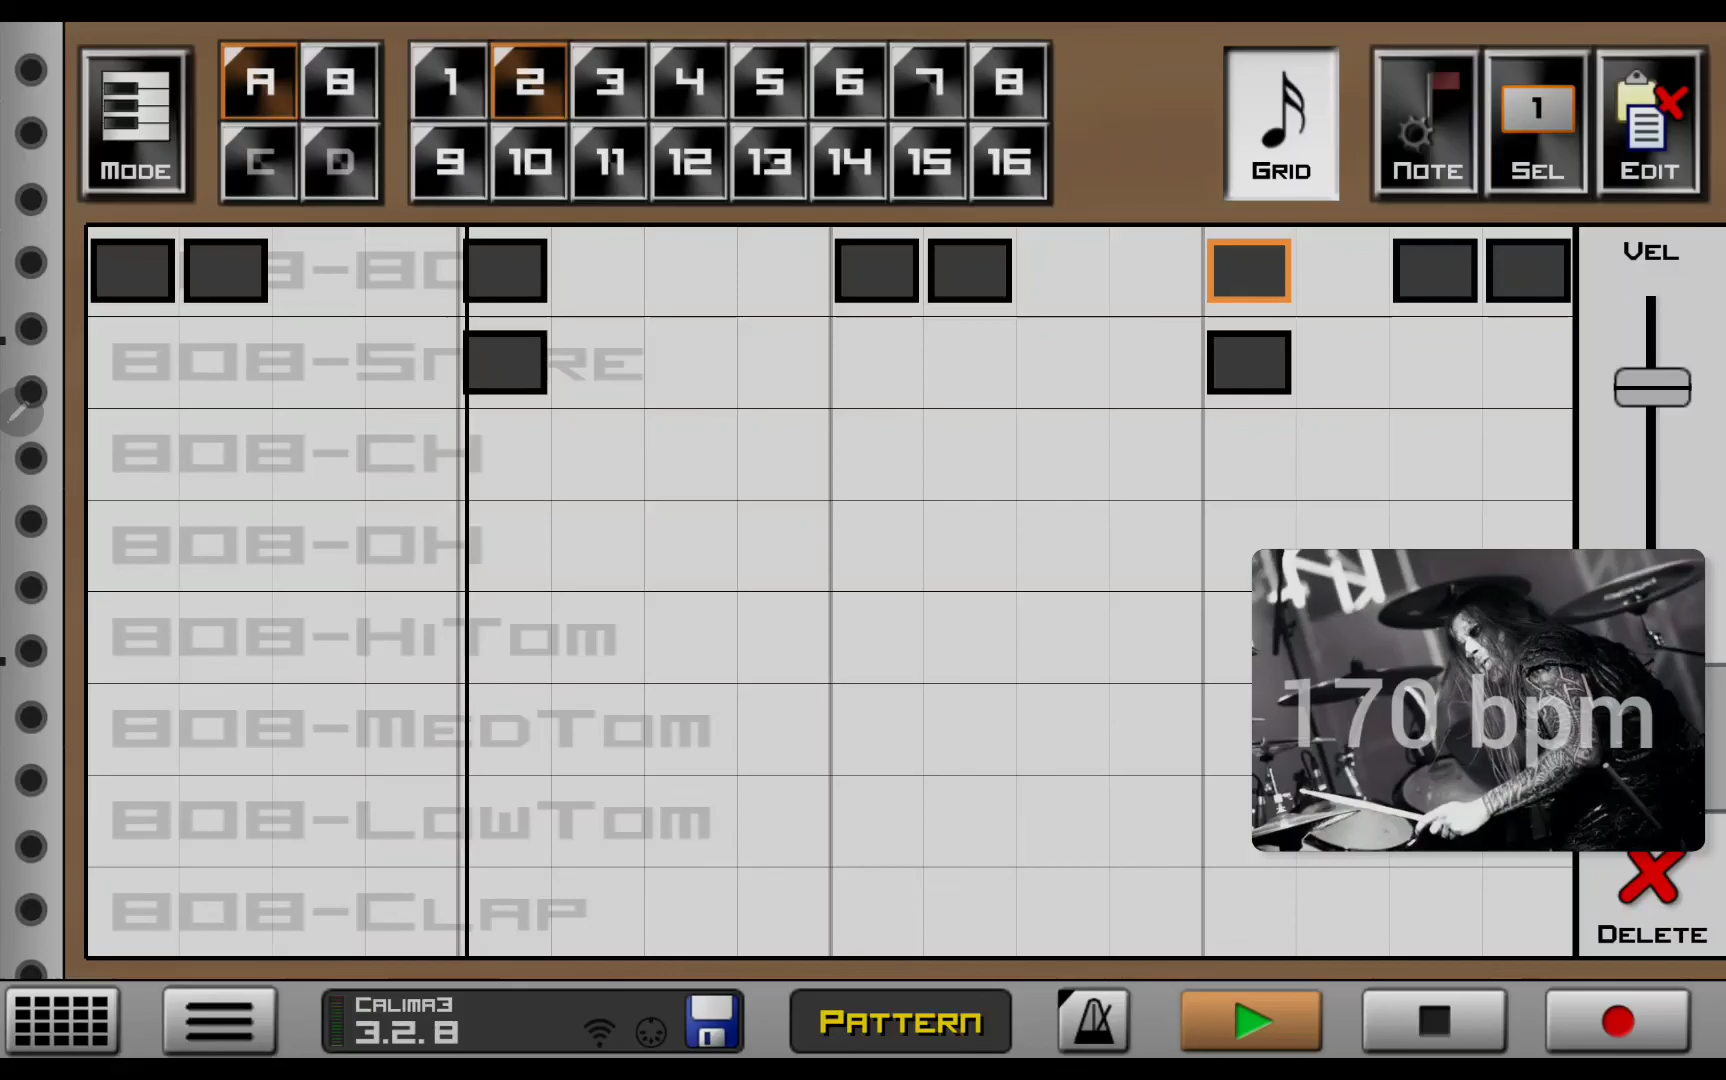 MODE
A B
C D
1 2 3 4 5 6 7 8
9 10 11 12 13 14 15 16
GRID
NOTE
1
SEL
EDIT
808-SN RE
808-CH
808-OH
808-HITOM
808-MEDTOM
808-LOWTOM
808-CLAP
VEL
170 bpm
DELETE
CALIMA3
3.2.8
PATTERN